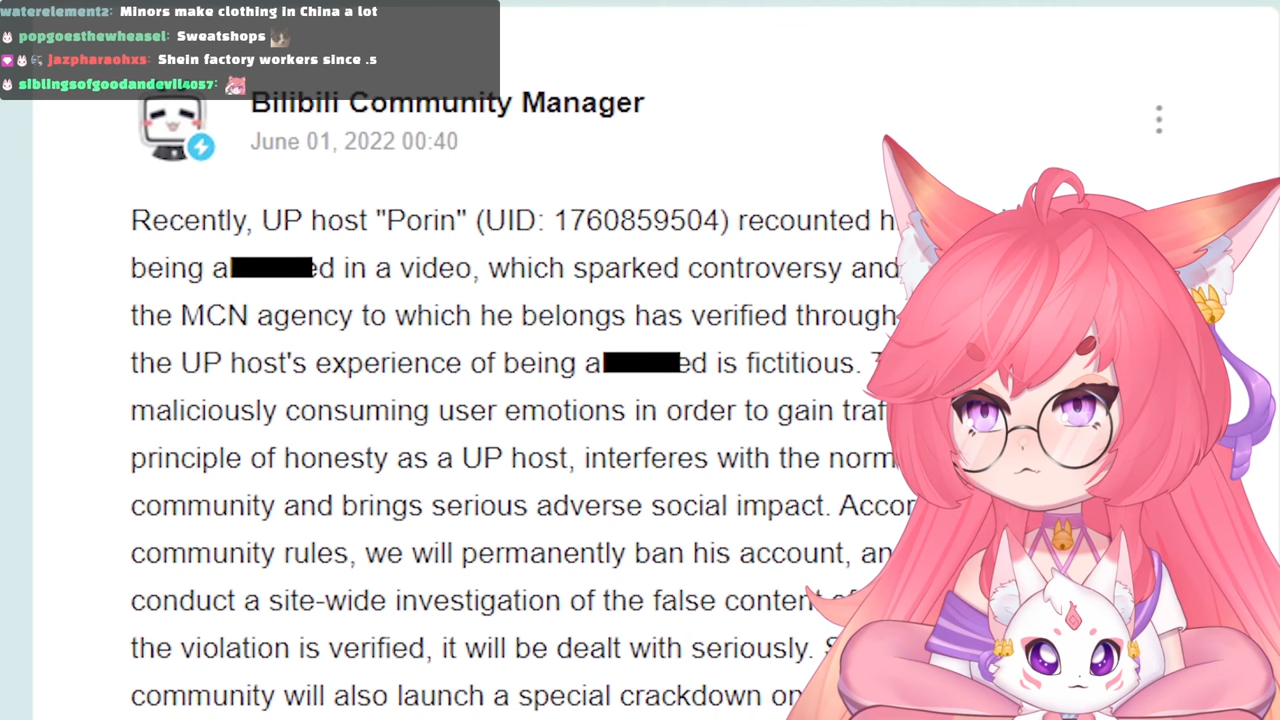 waterelement2: Minors make clothing in China a lot
popgoesthewheasel: Sweatshops
jazpharaohxs: Shein factory workers since .5
siblingsofgoodandevil4057:
Bilibili Community Manager
June 01, 2022 00:40
Recently, UP host "Porin" (UID: 1760859504) recounted h
being a ed in a video, which sparked controversy and
the MCN agency to which he belongs has verified through
the UP host's experience of being a ed is fictitious.
maliciously consuming user emotions in order to gain traf
principle of honesty as a UP host, interferes with the norm
community and brings serious adverse social impact. Accor
community rules, we will permanently ban his account, an
conduct a site-wide investigation of the false content of
the violation is verified, it will be dealt with seriously. S
community will also launch a special crackdown on